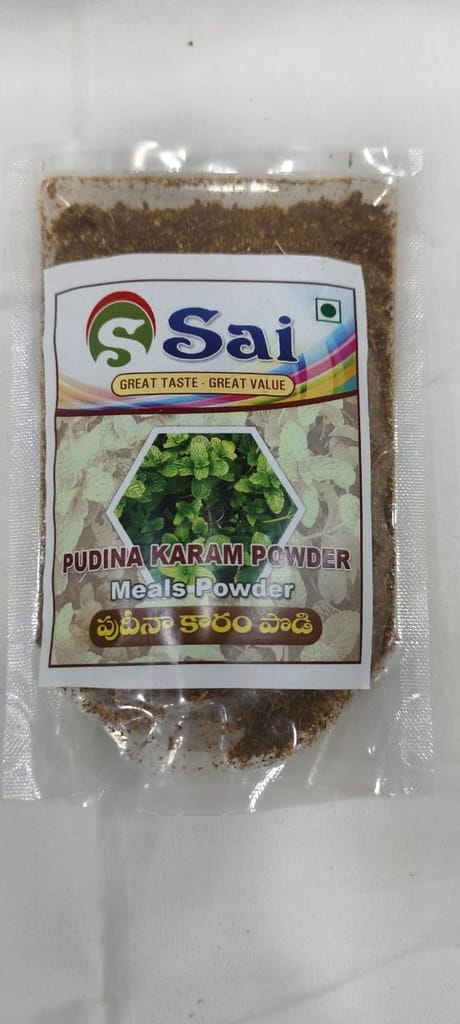 Sai
GREAT TASTE - GREAT VALUE
PUDINA KARAM POWDER
Meals Powder
పుదీనా కారం పొడి